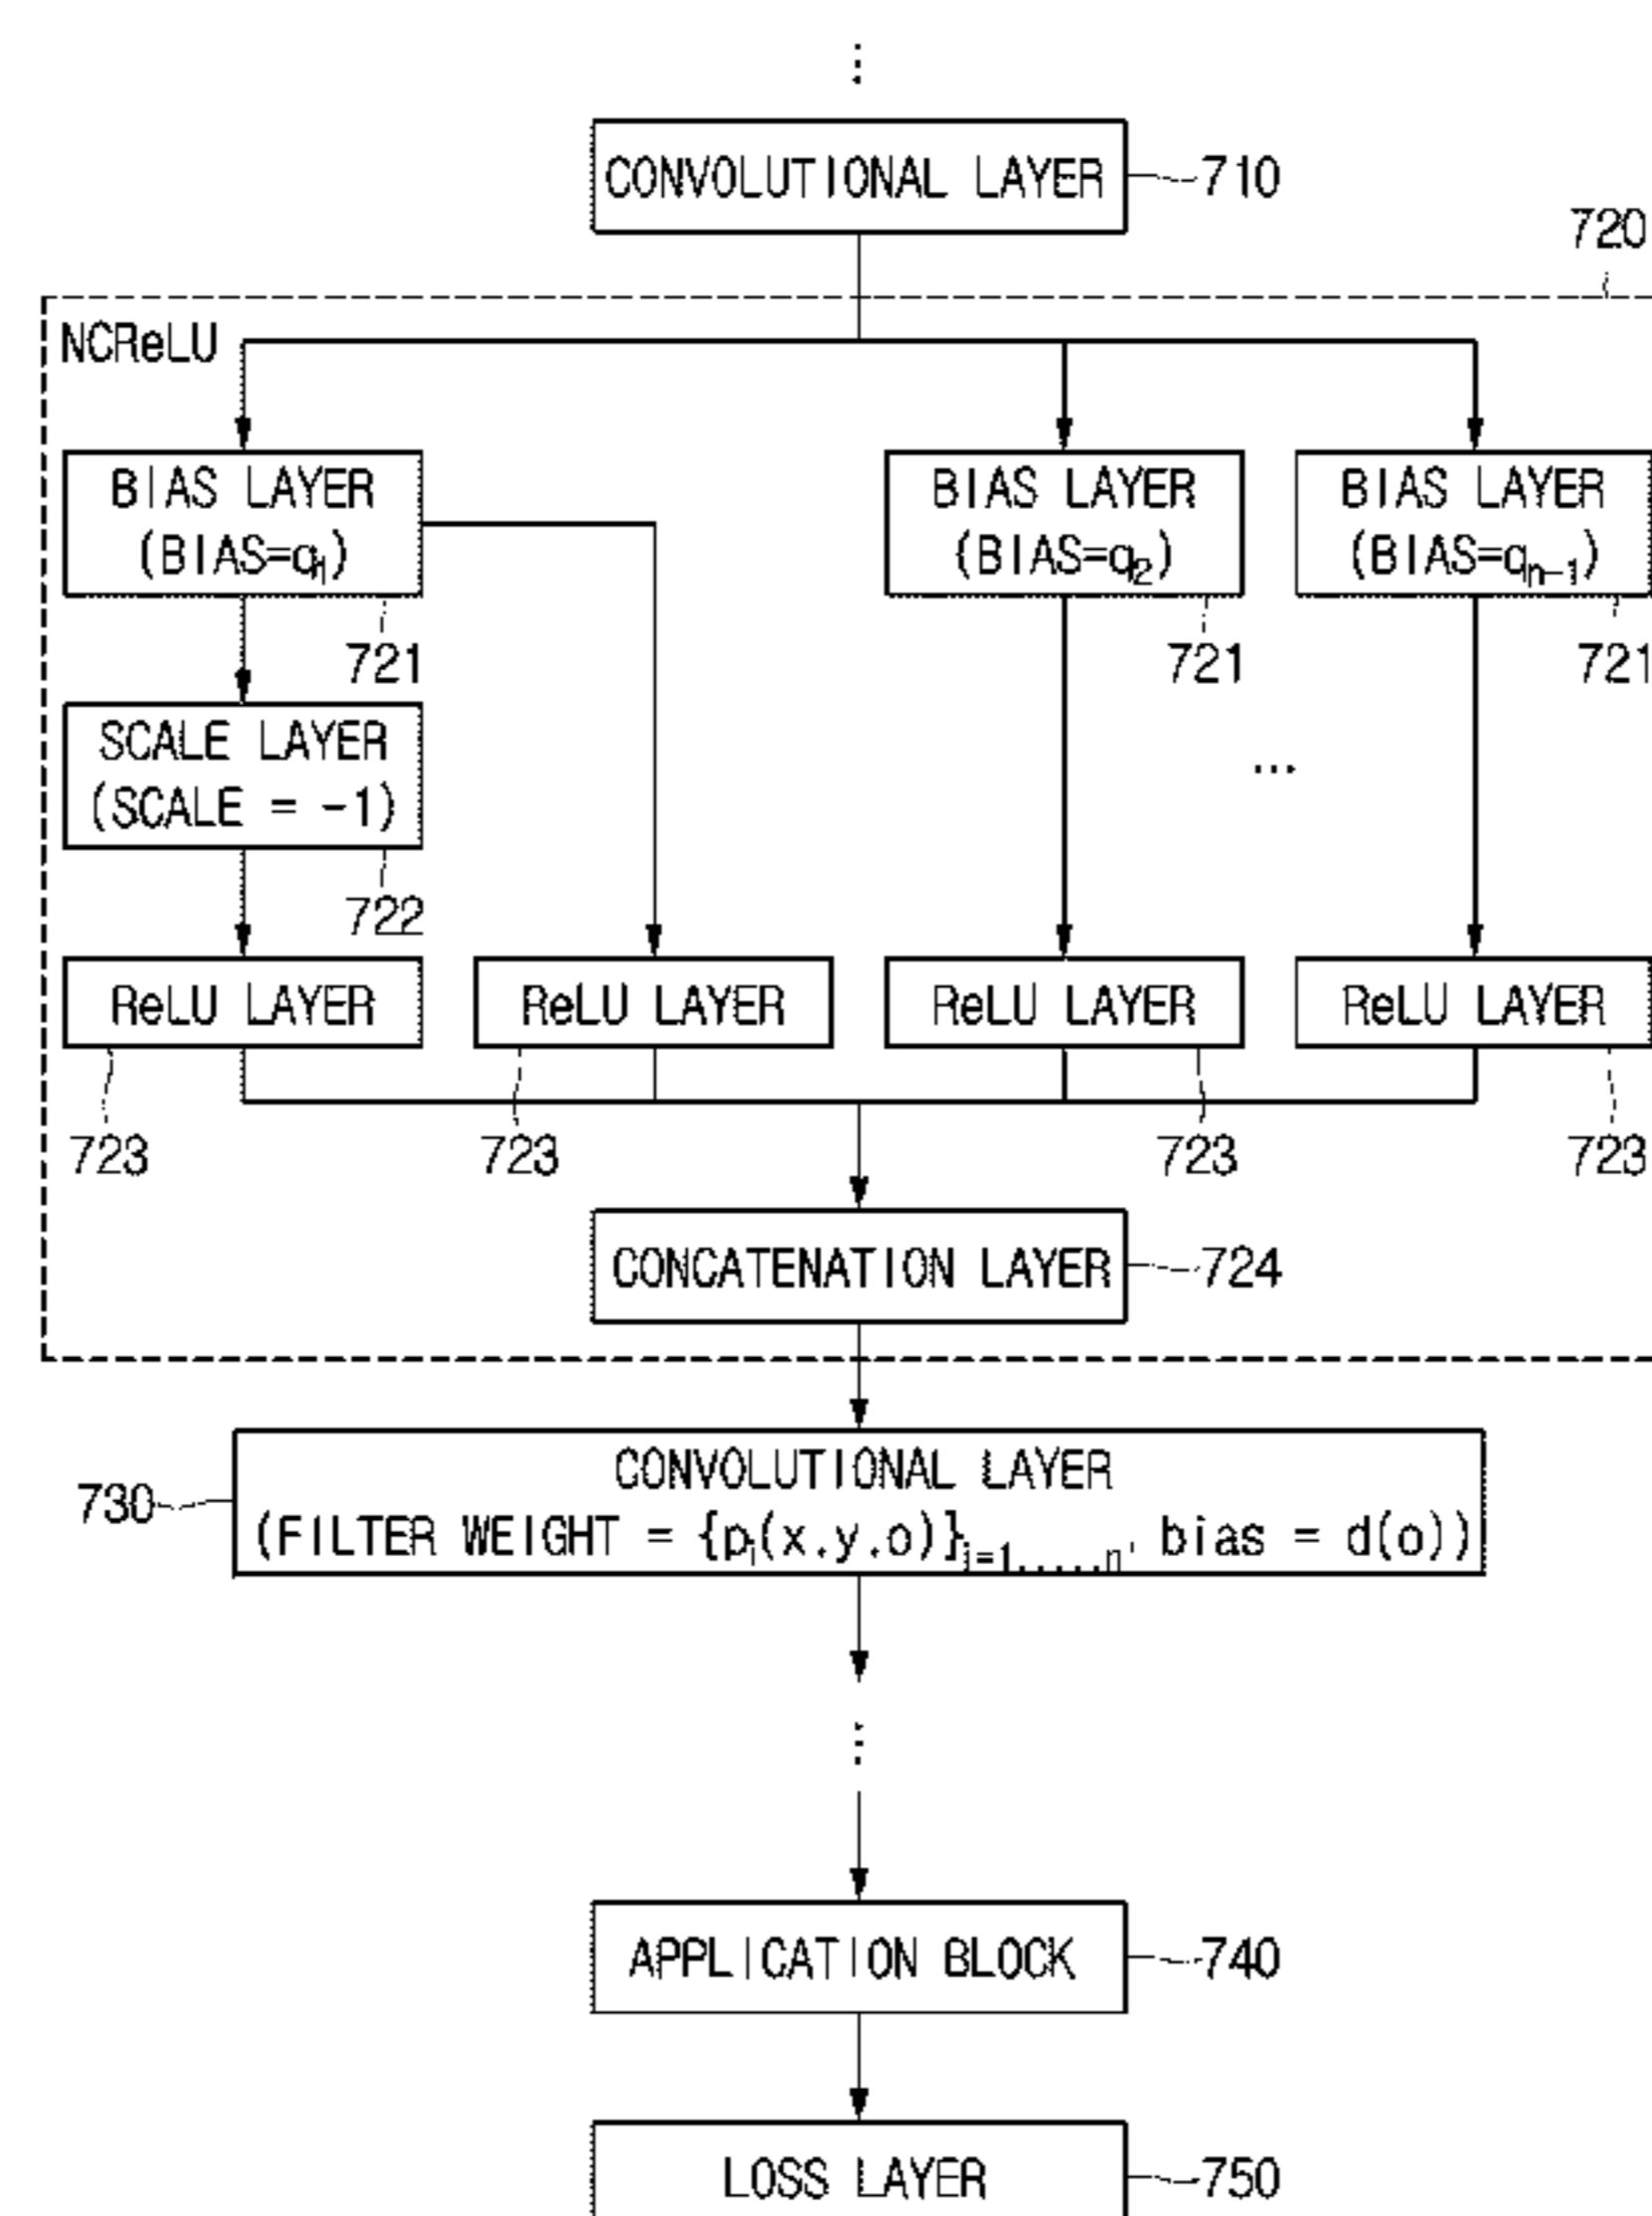 ⋮
CONVOLUTIONAL LAYER
710
720
NCReLU
BIAS LAYER
(BIAS=q₁)
721
BIAS LAYER
(BIAS=q₂)
721
BIAS LAYER
(BIAS=qₙ₋₁)
721
SCALE LAYER
(SCALE = -1)
722
...
ReLU LAYER
723
ReLU LAYER
723
ReLU LAYER
723
ReLU LAYER
723
CONCATENATION LAYER
724
730
CONVOLUTIONAL LAYER
(FILTER WEIGHT = {pᵢ(x.y.o)}ᵢ₌₁.....ₙ, bias = d(o))
⋮
APPLICATION BLOCK
740
LOSS LAYER
750